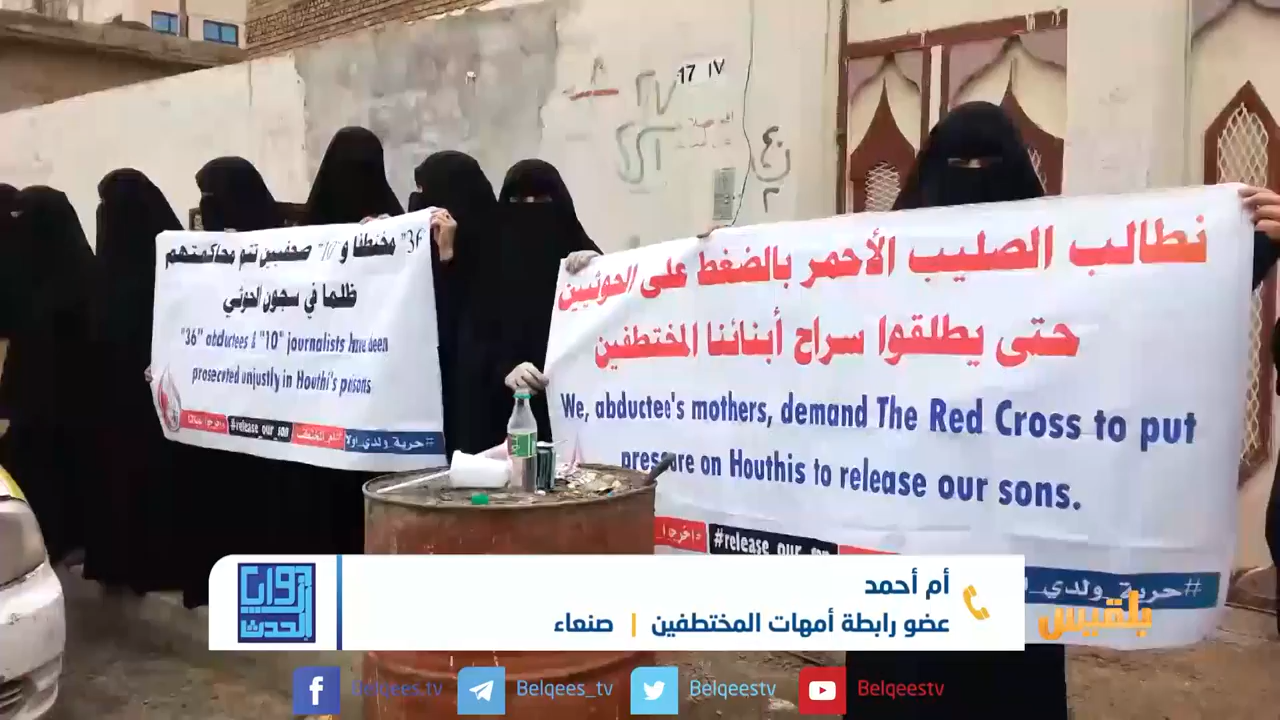 17 IV
"36" مختطفا و "10" صحفيين تتم محاكمتهم
ظلما في سجون الحوثي
"36" abductees & "10" journalists have been
prosecuted unjustly in Houthi's prisons
#release_our_son
#حرية_ولدي_اولا
نطالب الصليب الأحمر بالضغط على الحوثيين
حتى يطلقوا سراح أبنائنا المختطفين
We, abductee's mothers, demand The Red Cross to put
pressure on Houthis to release our sons.
#release_our_son
#حرية_ولدي_ا
أم أحمد
عضو رابطة أمهات المختطفين | صنعاء
بلقيس
Belqees.tv
Belqees_tv
Belqeestv
Belqeestv